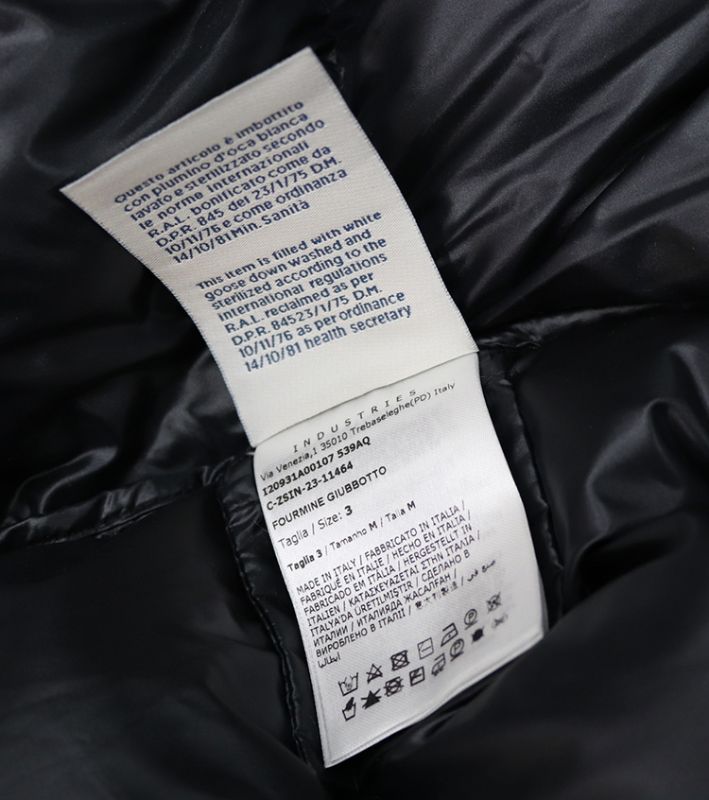 Questo articolo è imbottito
con piumino d'oca bianca
lavato e sterilizzato secondo
le norme internazionali
R.A.L. bonificato come da
D.P.R. 845 del 23/1/75 D.M.
10/11/76 e come ordinanza
14/10/81 Min. Sanità
This item is filled with white
goose down washed and
sterilized according to the
international regulations
R.A.L. recialmed as per
D.P.R. 84523/1/75 D.M.
10/11/76 as per ordinance
14/10/81 health secretary
INDUSTRIES
Via Venezia,1 35010 Trebaseleghe(PD) Italy
I20931A00107 539AQ
C-ZSIN-23-11464
FOURMINE GIUBBOTTO
Taglia / Size: 3
Taglia 3 / Tamanho M / Talla M
MADE IN ITALY / FABBRICATO IN ITALIA /
FABRIQUÉ EN ITALIE / HECHO EN ITALIA /
FABRICADO EM ITÁLIA / HERGESTELLT IN
ITALIEN / ΚΑΤΑΣΚΕΥΑΖΕΤΑΙ ΣΤΗΝ ΙΤΑΛΙΑ /
ITALYA'DA ÜRETILMIŞTIR / СДЕЛАНО В
ИТАЛИИ / ИТАЛИЯДА ЖАСАЛҒАН /
ВИРОБЛЕНО В ІТАЛІЇ / صنع في /
إيطاليا